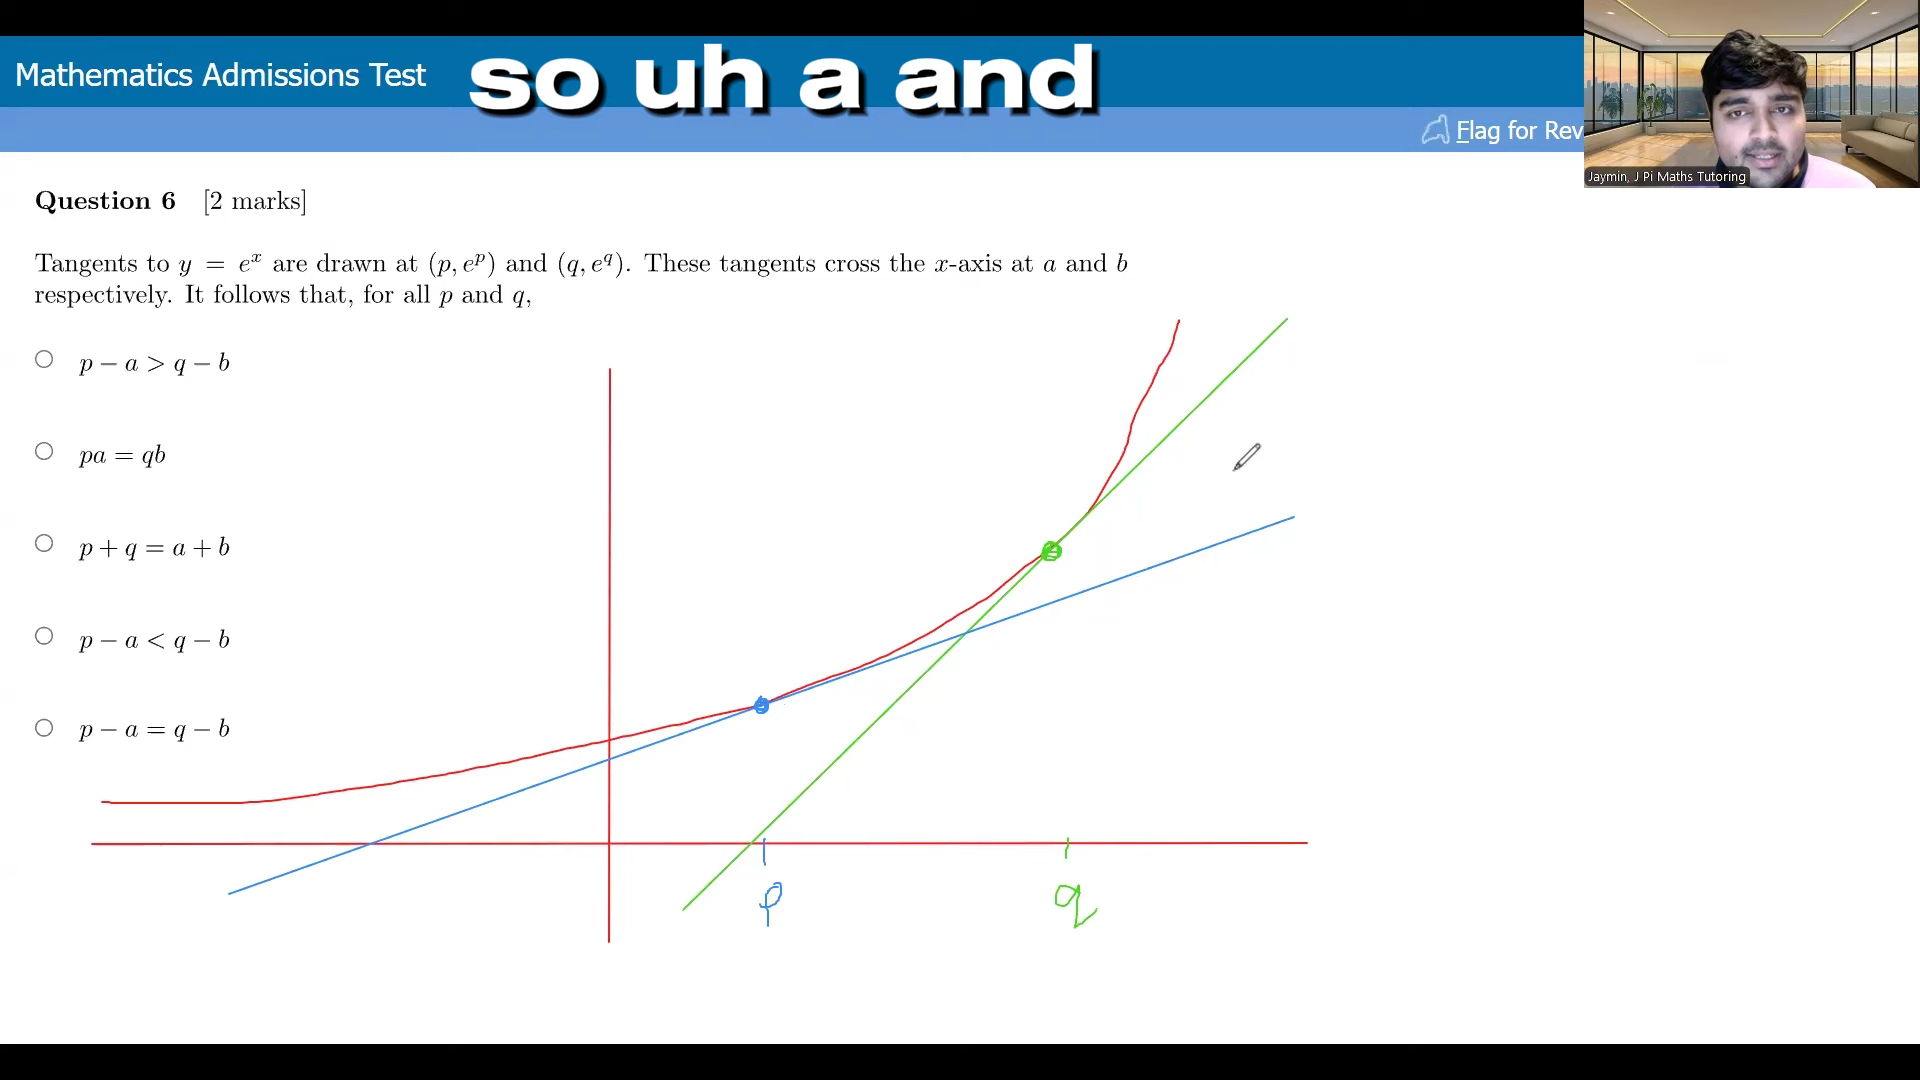 Mathematics Admissions Test
so uh a and
Flag for Rev
Jaymin, J Pi Maths Tutoring
Question 6 [2 marks]
Tangents to y = eˣ are drawn at (p, eᵖ) and (q, e^q). These tangents cross the x-axis at a and b
respectively. It follows that, for all p and q,
p − a > q − b
pa = qb
p + q = a + b
p − a < q − b
p − a = q − b
p
q